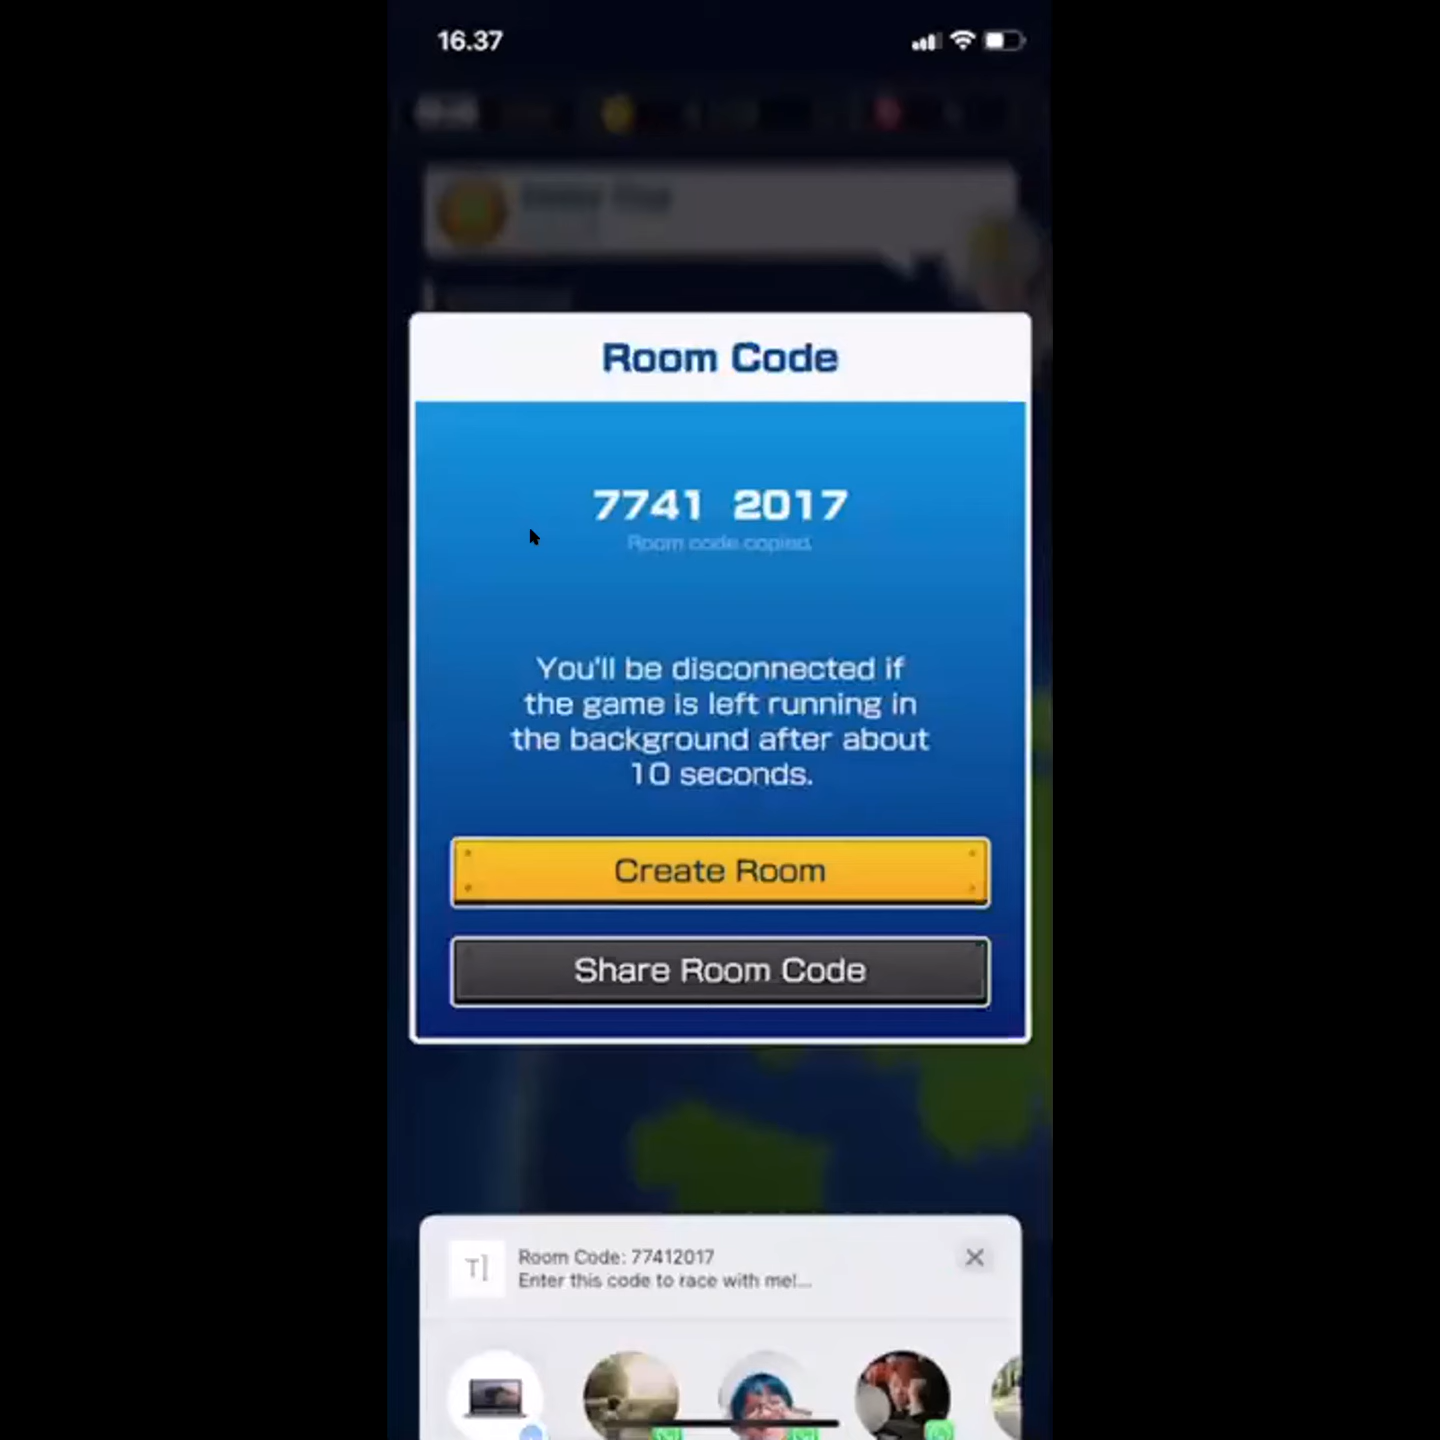 16.37
Room Code
7741 2017
Room code copied.
You'll be disconnected if
the game is left running in
the background after about
10 seconds.
Create Room
Share Room Code
Room Code: 77412017
Enter this code to race with me!...